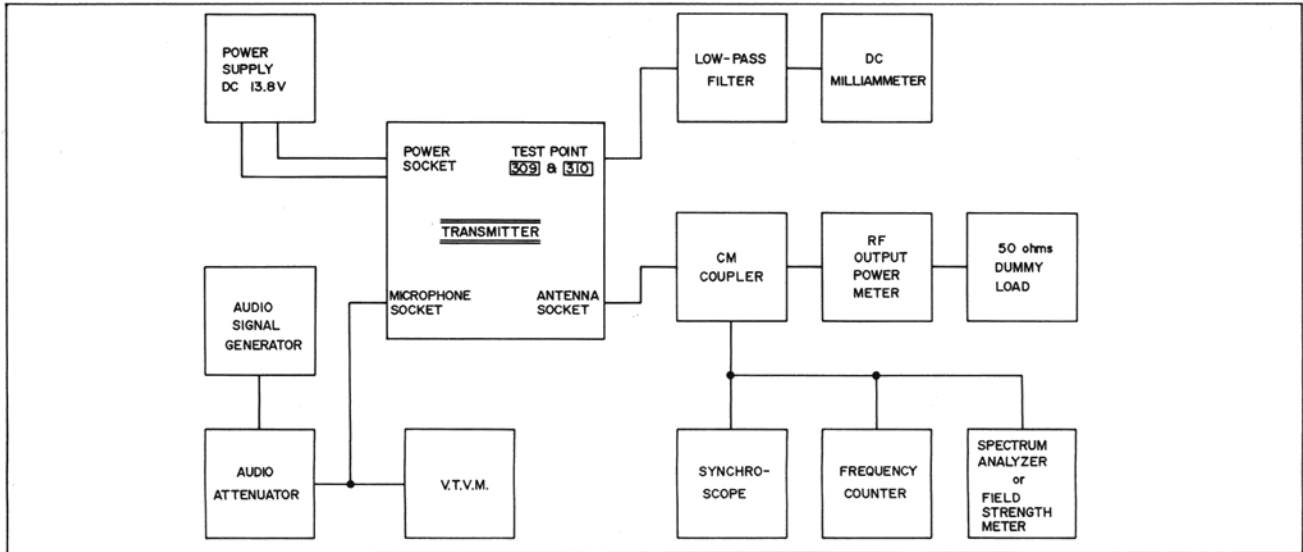 POWER
SUPPLY
DC 13.8V
LOW-PASS
FILTER
DC
MILLIAMMETER
POWER
SOCKET
TEST POINT
309 & 310
TRANSMITTER
MICROPHONE
SOCKET
ANTENNA
SOCKET
CM
COUPLER
RF
OUTPUT
POWER
METER
50 ohms
DUMMY
LOAD
AUDIO
SIGNAL
GENERATOR
AUDIO
ATTENUATOR
V.T.V.M.
SYNCHRO-
SCOPE
FREQUENCY
COUNTER
SPECTRUM
ANALYZER
or
FIELD
STRENGTH
METER